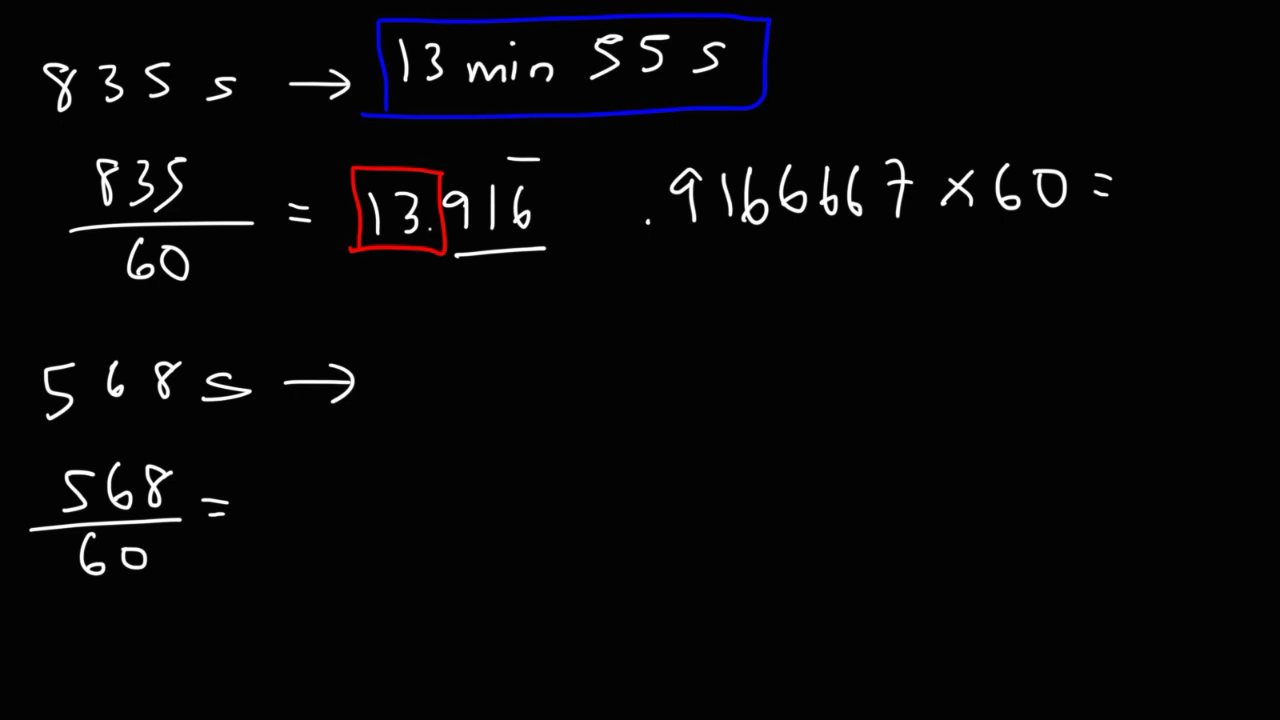 835 s → 13 min 55 s
835/60 = 13.916̅ .9166667 × 60 =
568 s →
568/60 =